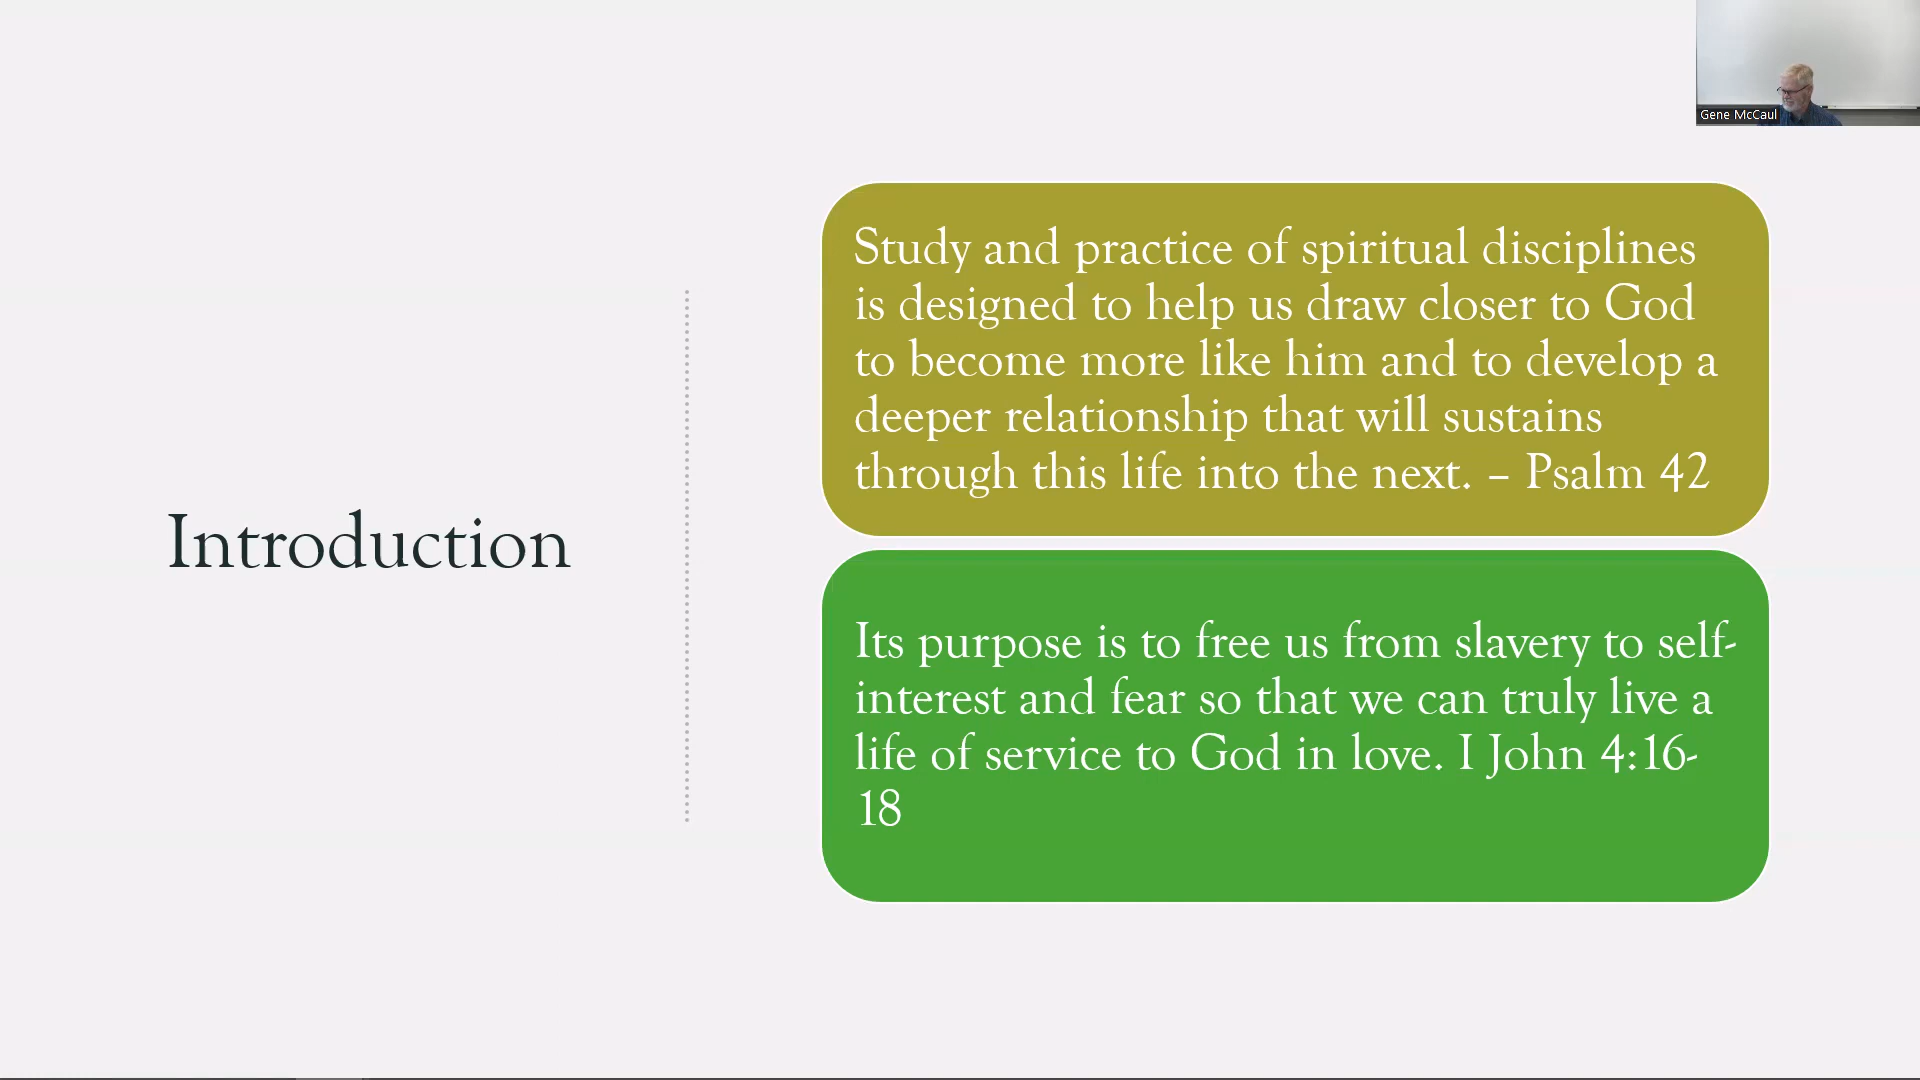 Gene McCaul
Introduction
Study and practice of spiritual disciplines
is designed to help us draw closer to God
to become more like him and to develop a
deeper relationship that will sustains
through this life into the next. – Psalm 42
Its purpose is to free us from slavery to self-
interest and fear so that we can truly live a
life of service to God in love. I John 4:16-
18